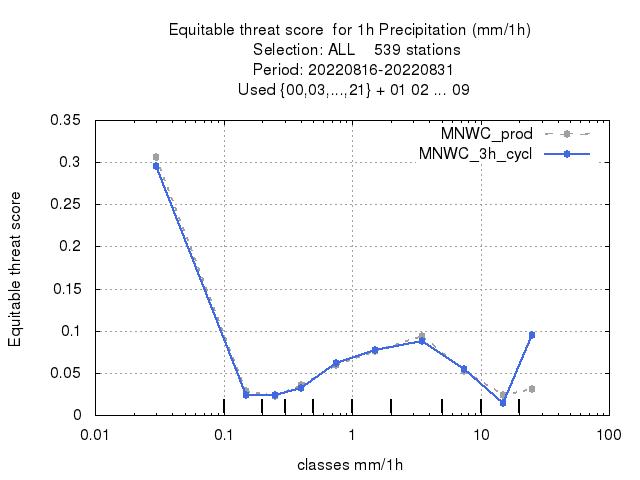 Equitable threat score  for 1h Precipitation (mm/1h)
Selection: ALL    539 stations
Period: 20220816-20220831
Used {00,03,...,21} + 01 02 ... 09
MNWC_prod
MNWC_3h_cycl
Equitable threat score
0.35
0.3
0.25
0.2
0.15
0.1
0.05
0
0.01
0.1
1
10
100
classes mm/1h